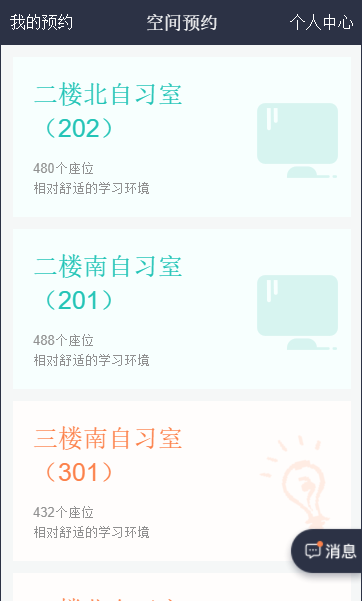 我的预约 空间预约 个人中心
二楼北自习室
（202）
480个座位
相对舒适的学习环境
二楼南自习室
（201）
488个座位
相对舒适的学习环境
三楼南自习室
（301）
432个座位
相对舒适的学习环境
消息